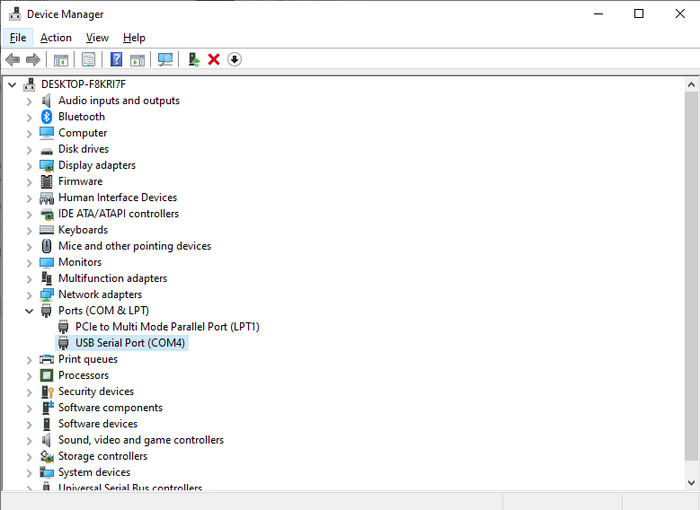 Device Manager
File Action View Help
DESKTOP-F8KRI7F
Audio inputs and outputs
Bluetooth
Computer
Disk drives
Display adapters
Firmware
Human Interface Devices
IDE ATA/ATAPI controllers
Keyboards
Mice and other pointing devices
Monitors
Multifunction adapters
Network adapters
Ports (COM & LPT)
PCIe to Multi Mode Parallel Port (LPT1)
USB Serial Port (COM4)
Print queues
Processors
Security devices
Software components
Software devices
Sound, video and game controllers
Storage controllers
System devices
Universal Serial Bus controllers